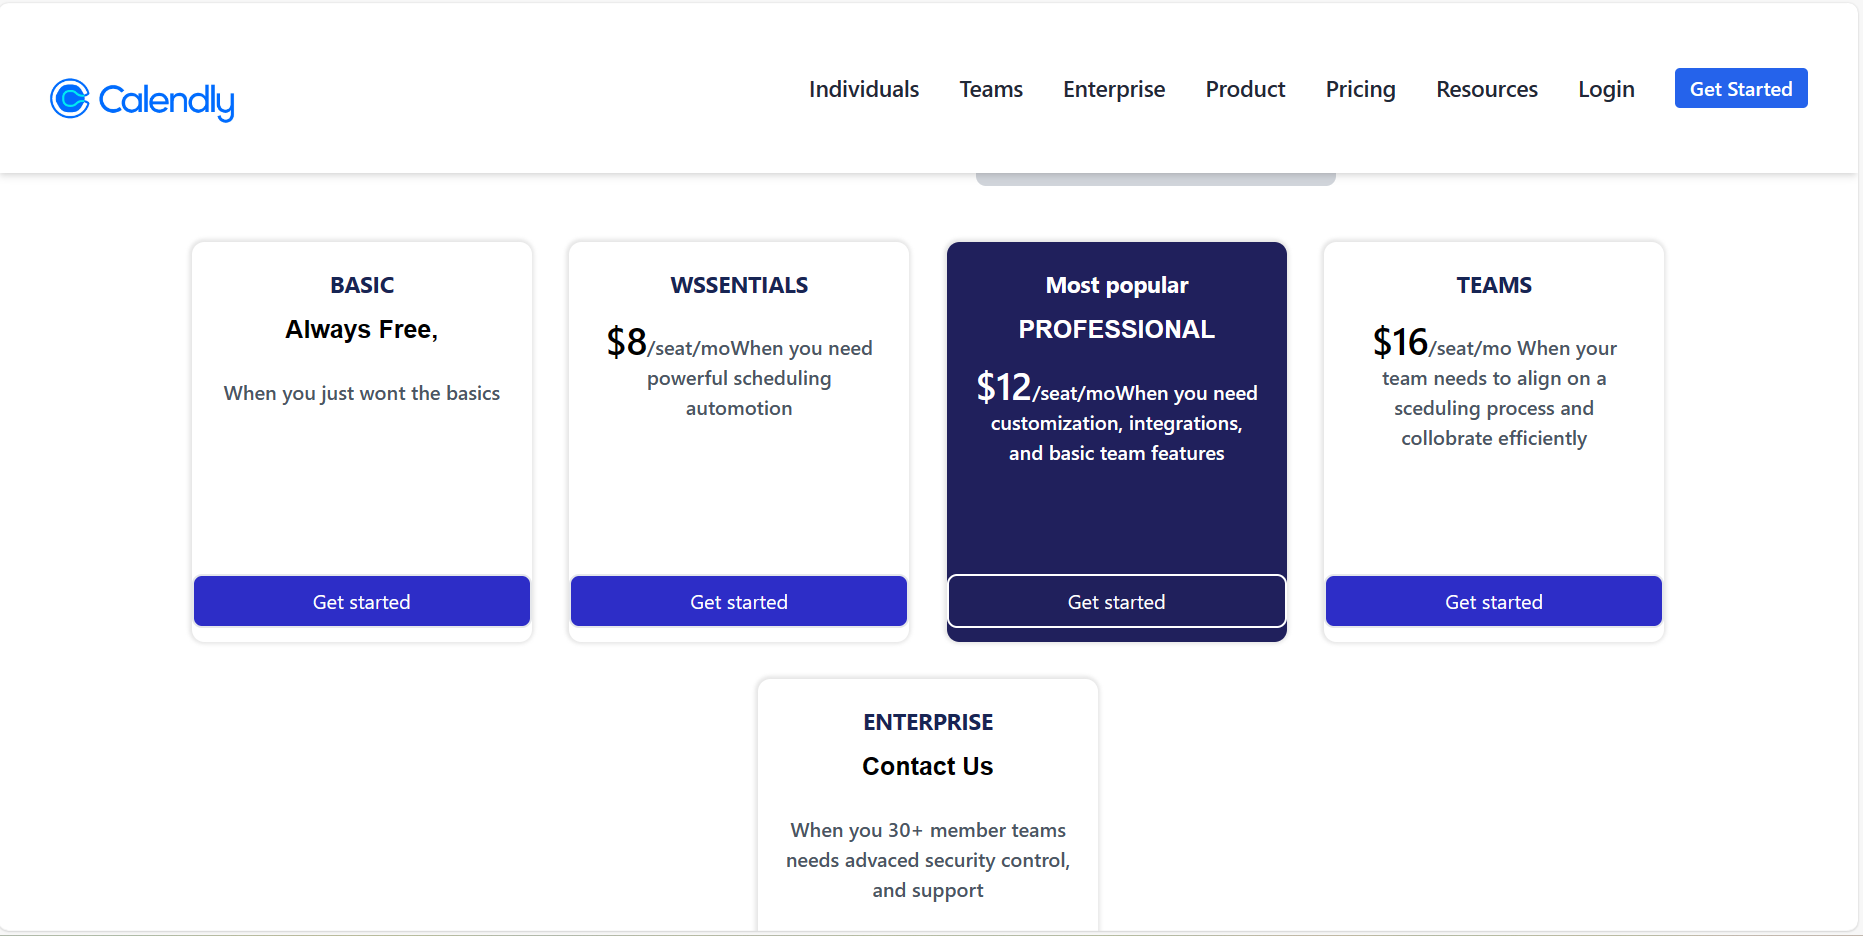 Calendly
Individuals Teams Enterprise Product Pricing Resources Login Get Started
BASIC
Always Free,
When you just wont the basics
Get started
WSSENTIALS
$8/seat/moWhen you need
powerful scheduling
automotion
Get started
Most popular
PROFESSIONAL
$12/seat/moWhen you need
customization, integrations,
and basic team features
Get started
TEAMS
$16/seat/mo When your
team needs to align on a
sceduling process and
collobrate efficiently
Get started
ENTERPRISE
Contact Us
When you 30+ member teams
needs advaced security control,
and support